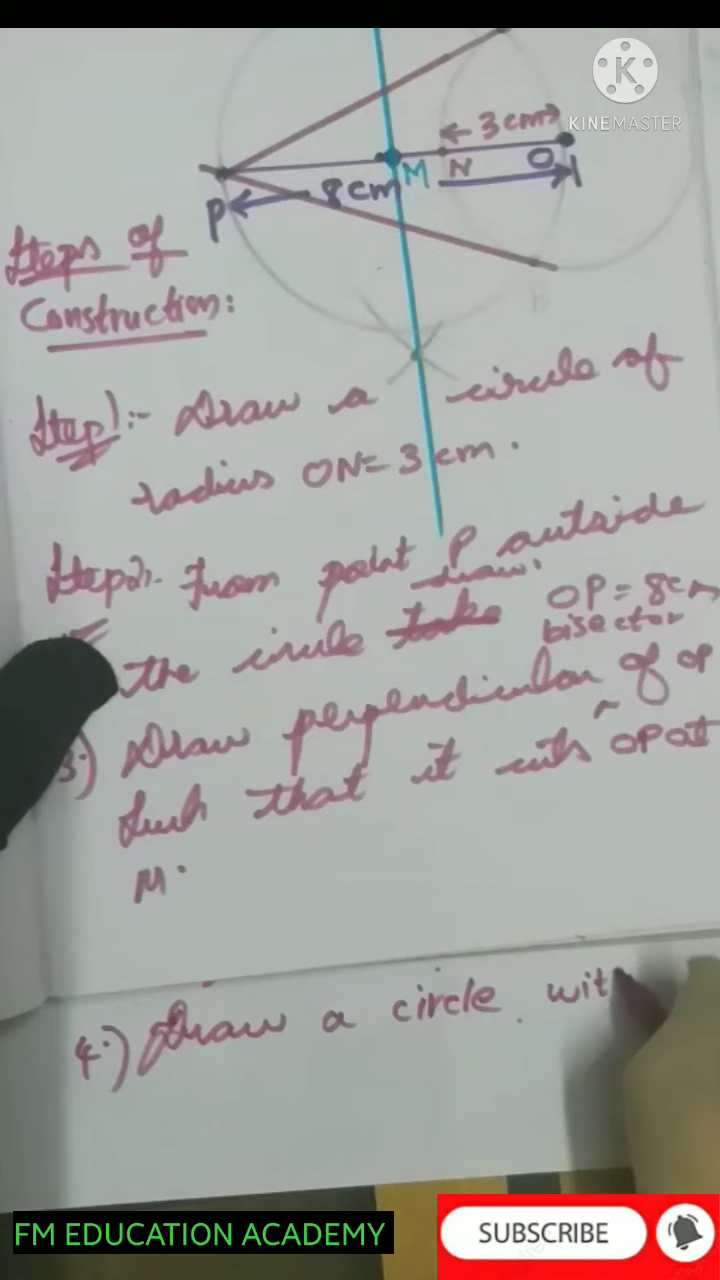 K
KINEMASTER
3cm
M N O
8cm
P
Steps of
Construction:
Step1:- Draw a circle of
radius ON = 3cm.
Step2:- From point P outside
draw
the circle take OP = 8cm
bisector
3.) Draw perpendicular of OP
Such that it cuts OP at
M.
4.) Draw a circle wit
FM EDUCATION ACADEMY
SUBSCRIBE